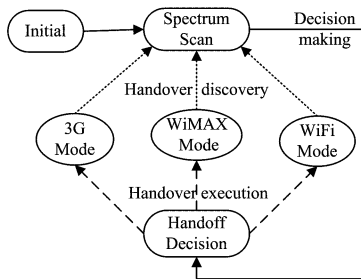 Initial
Spectrum
Scan
Decision
making
Handover discovery
3G
Mode
WiMAX
Mode
WiFi
Mode
Handover execution
Handoff
Decision